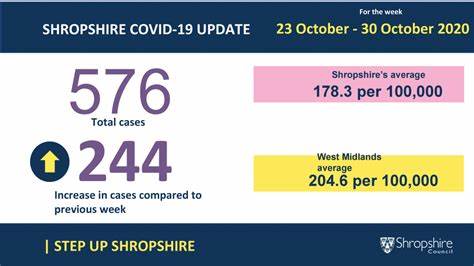 SHROPSHIRE COVID-19 UPDATE
For the week
23 October - 30 October 2020
576
Total cases
244
Increase in cases compared to
previous week
Shropshire's average
178.3 per 100,000
West Midlands
average
204.6 per 100,000
| STEP UP SHROPSHIRE
Shropshire
Council